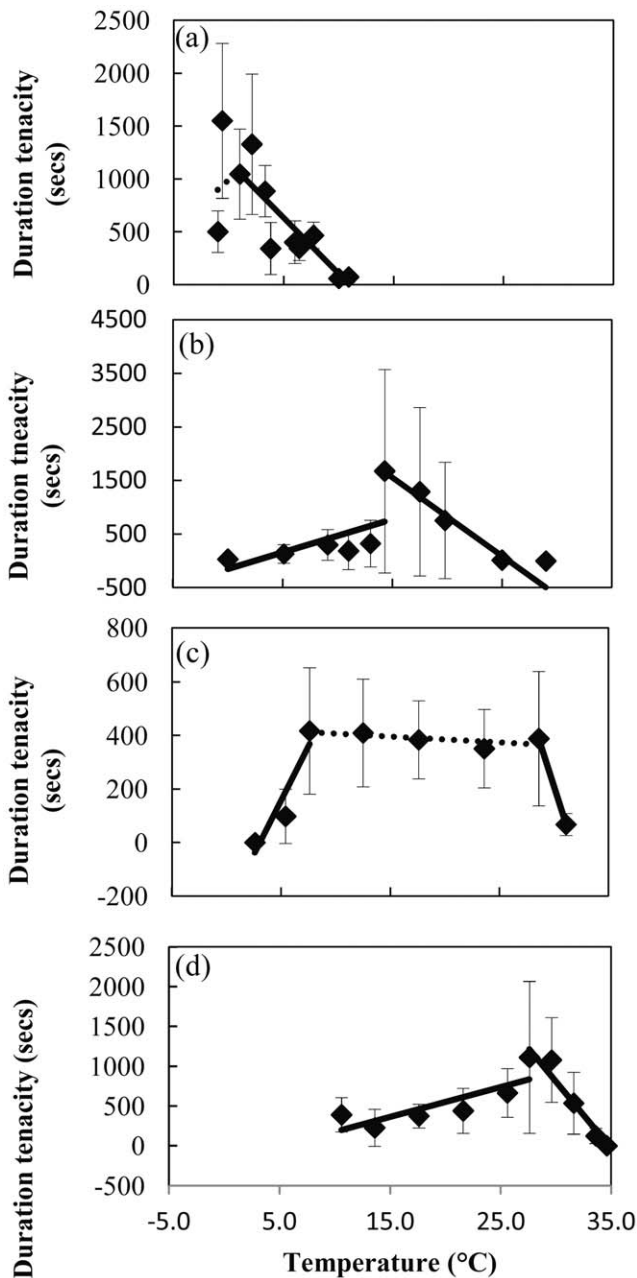 (a)
Duration tenacity
(secs)
2500
2000
1500
1000
500
0
(b)
Duration tneacity
(secs)
4500
3500
2500
1500
500
-500
(c)
Duration tenacity
(secs)
800
600
400
200
0
-200
(d)
Duration tenacity (secs)
2500
2000
1500
1000
500
0
-500
-5.0 5.0 15.0 25.0 35.0
Temperature (°C)